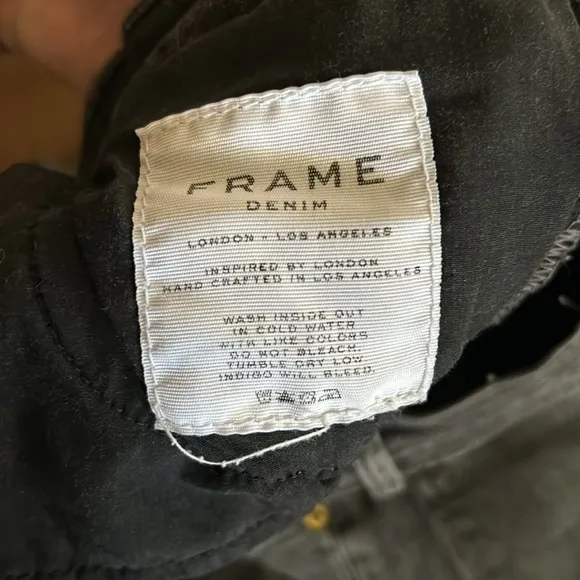 FRAME
DENIM
LONDON - LOS ANGELES
INSPIRED BY LONDON
HAND CRAFTED IN LOS ANGELES
WASH INSIDE OUT
IN COLD WATER
WITH LIKE COLORS
DO NOT BLEACH
TUMBLE DRY LOW
INDIGO WILL BLEED.